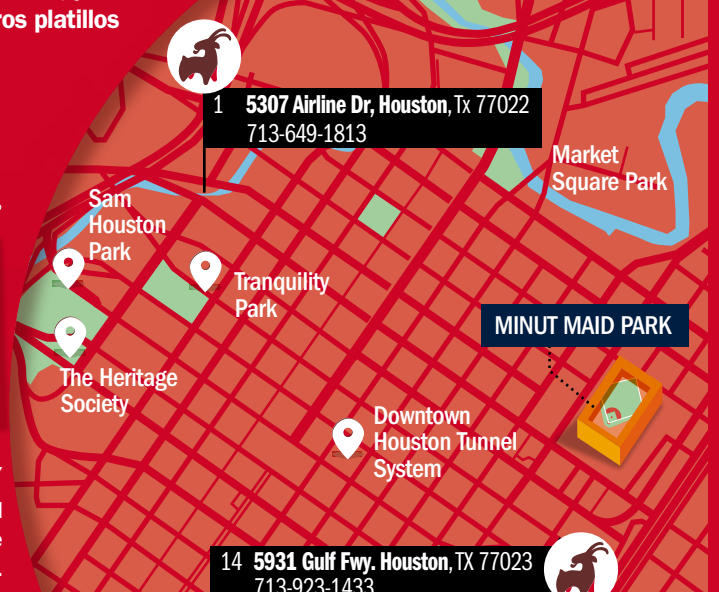 ros platillos
1 5307 Airline Dr, Houston, Tx 77022
713-649-1813
Market
Square Park
Sam
Houston
Park
Tranquility
Park
MINUT MAID PARK
The Heritage
Society
Downtown
Houston Tunnel
System
14 5931 Gulf Fwy. Houston, TX 77023
713-923-1433